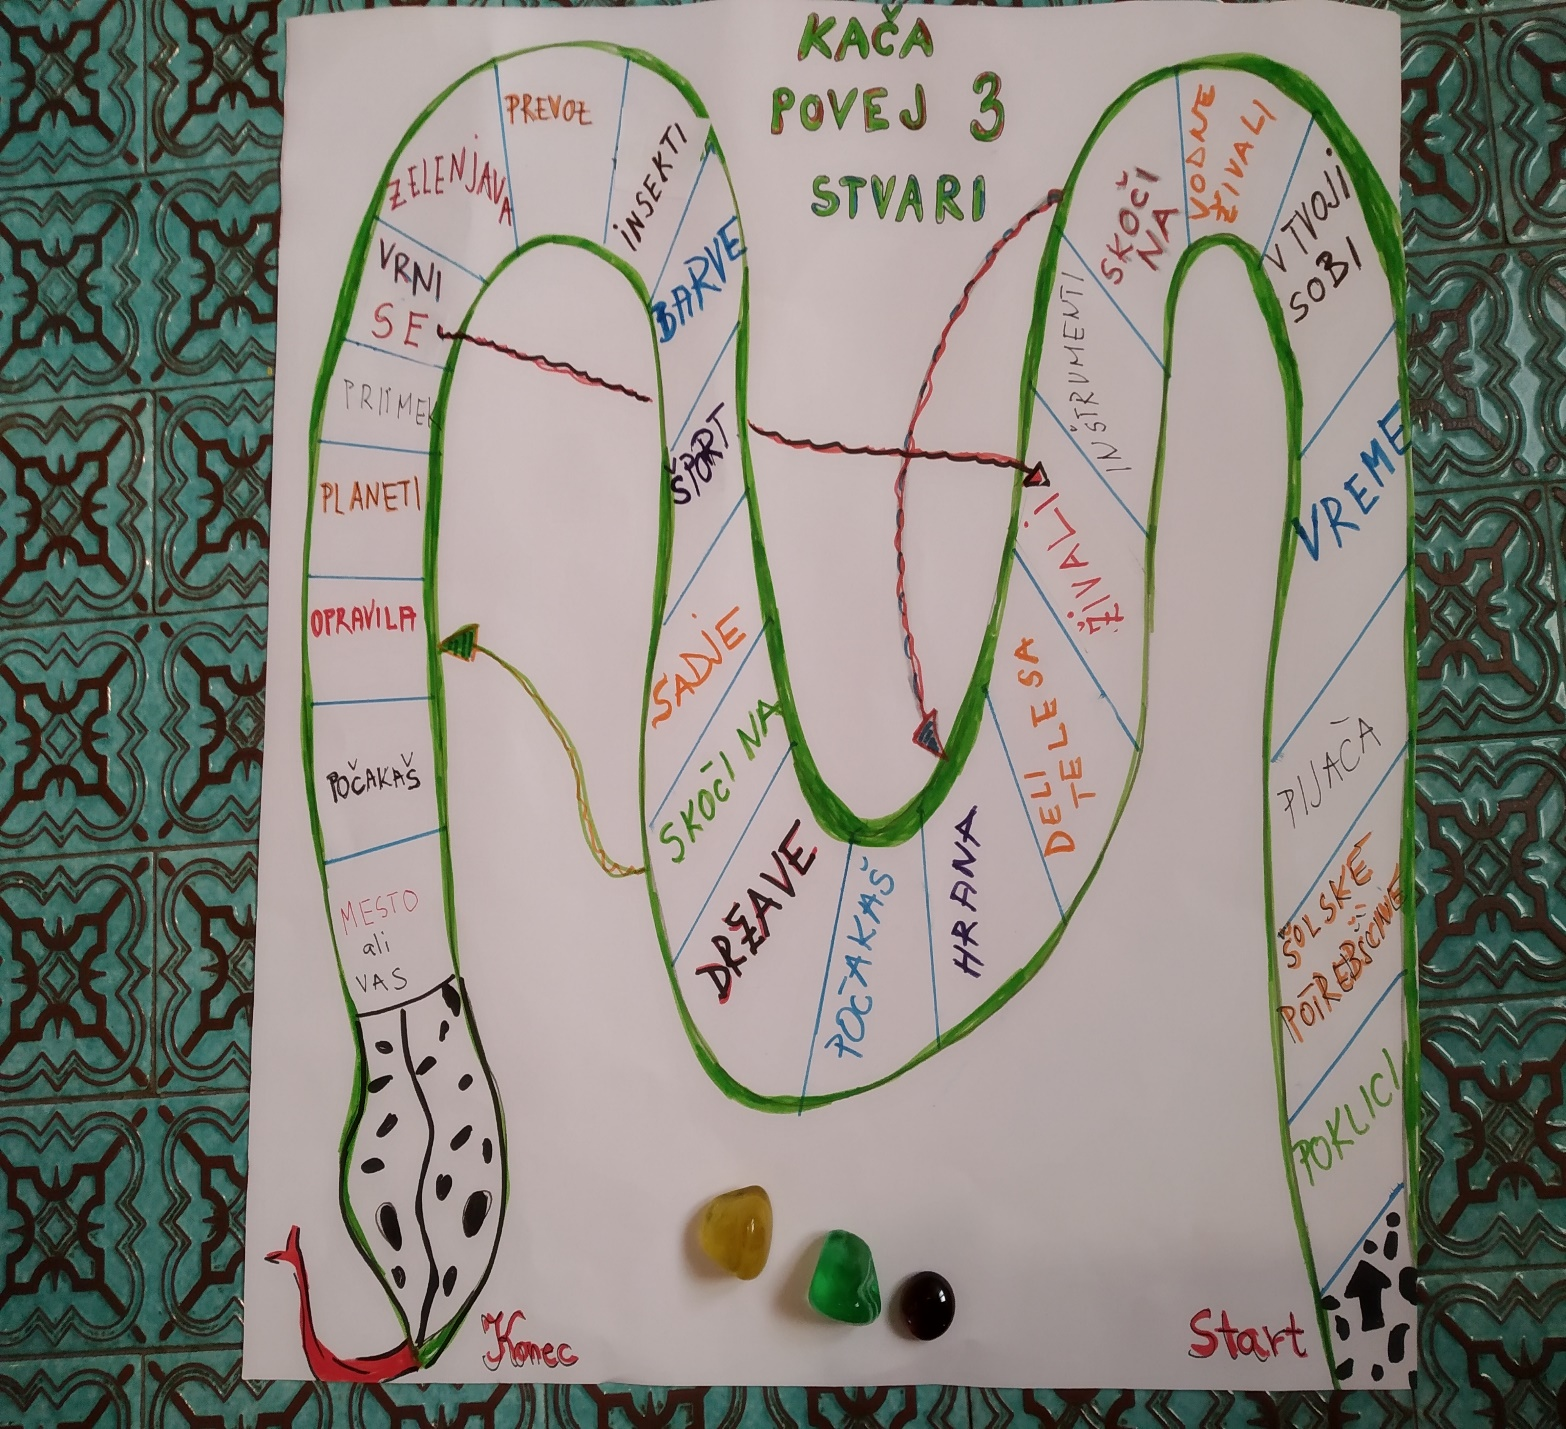 KAČA
POVEJ 3
STVARI
Start
POKLICI
ŠOLSKE
POTREBŠČINE
PIJAČA
VREME
V TVOJI
SOBI
VODNE
ŽIVALI
SKOČI
NA
INŠTRUMENTI
ŽIVALI
DELI TELESA
HRANA
POČAKAŠ
DRŽAVE
SKOČI NA
SADJE
ŠPORT
BARVE
INSEKTI
PREVOZ
ZELENJAVA
VRNI
SE
PRIIMEK
PLANETI
OPRAVILA
POČAKAŠ
MESTO
ali
VAS
Konec